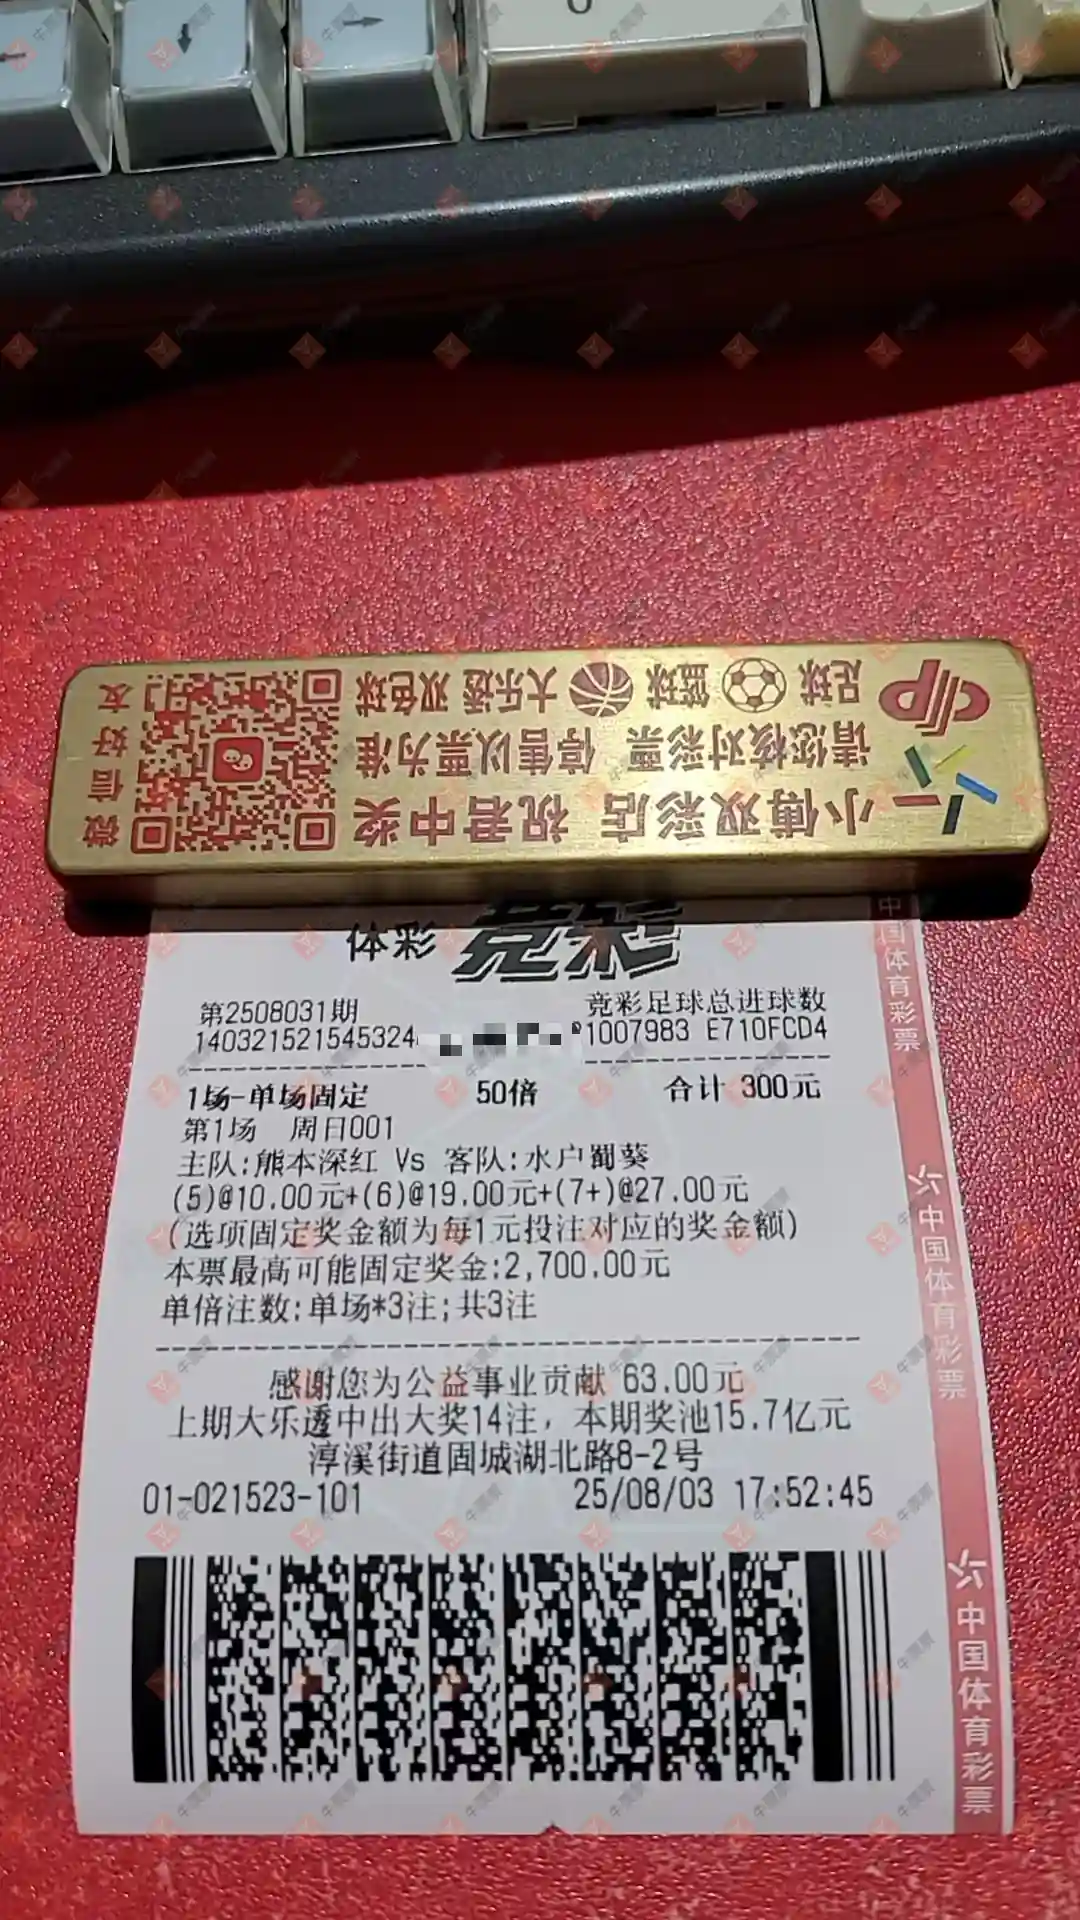 小傅双彩店 祝君中奖
请您核对彩票 停售以票为准
足球 篮球 大乐透 双色球
微信好友
体彩 竞彩
第2508031期 竞彩足球总进球数
140321521545324 1007983 E710FCD4
1场-单场固定 50倍 合计 300元
第1场 周日001
主队:熊本深红 Vs 客队:水户蜀葵
(5)@10.00元+(6)@19.00元+(7+)@27.00元
(选项固定奖金额为每1元投注对应的奖金额)
本票最高可能固定奖金:2,700.00元
单倍注数:单场*3注;共3注
感谢您为公益事业贡献 63.00元
上期大乐透中出大奖14注，本期奖池15.7亿元
淳溪街道固城湖北路8-2号
01-021523-101 25/08/03 17:52:45
中国体育彩票
中国体育彩票
中国体育彩票